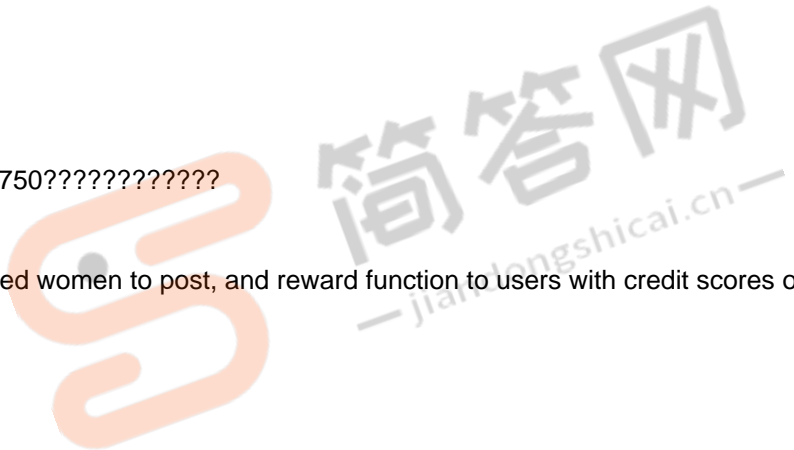 750????????????
简答网
jiandongshicai.cn
ed women to post, and reward function to users with credit scores o